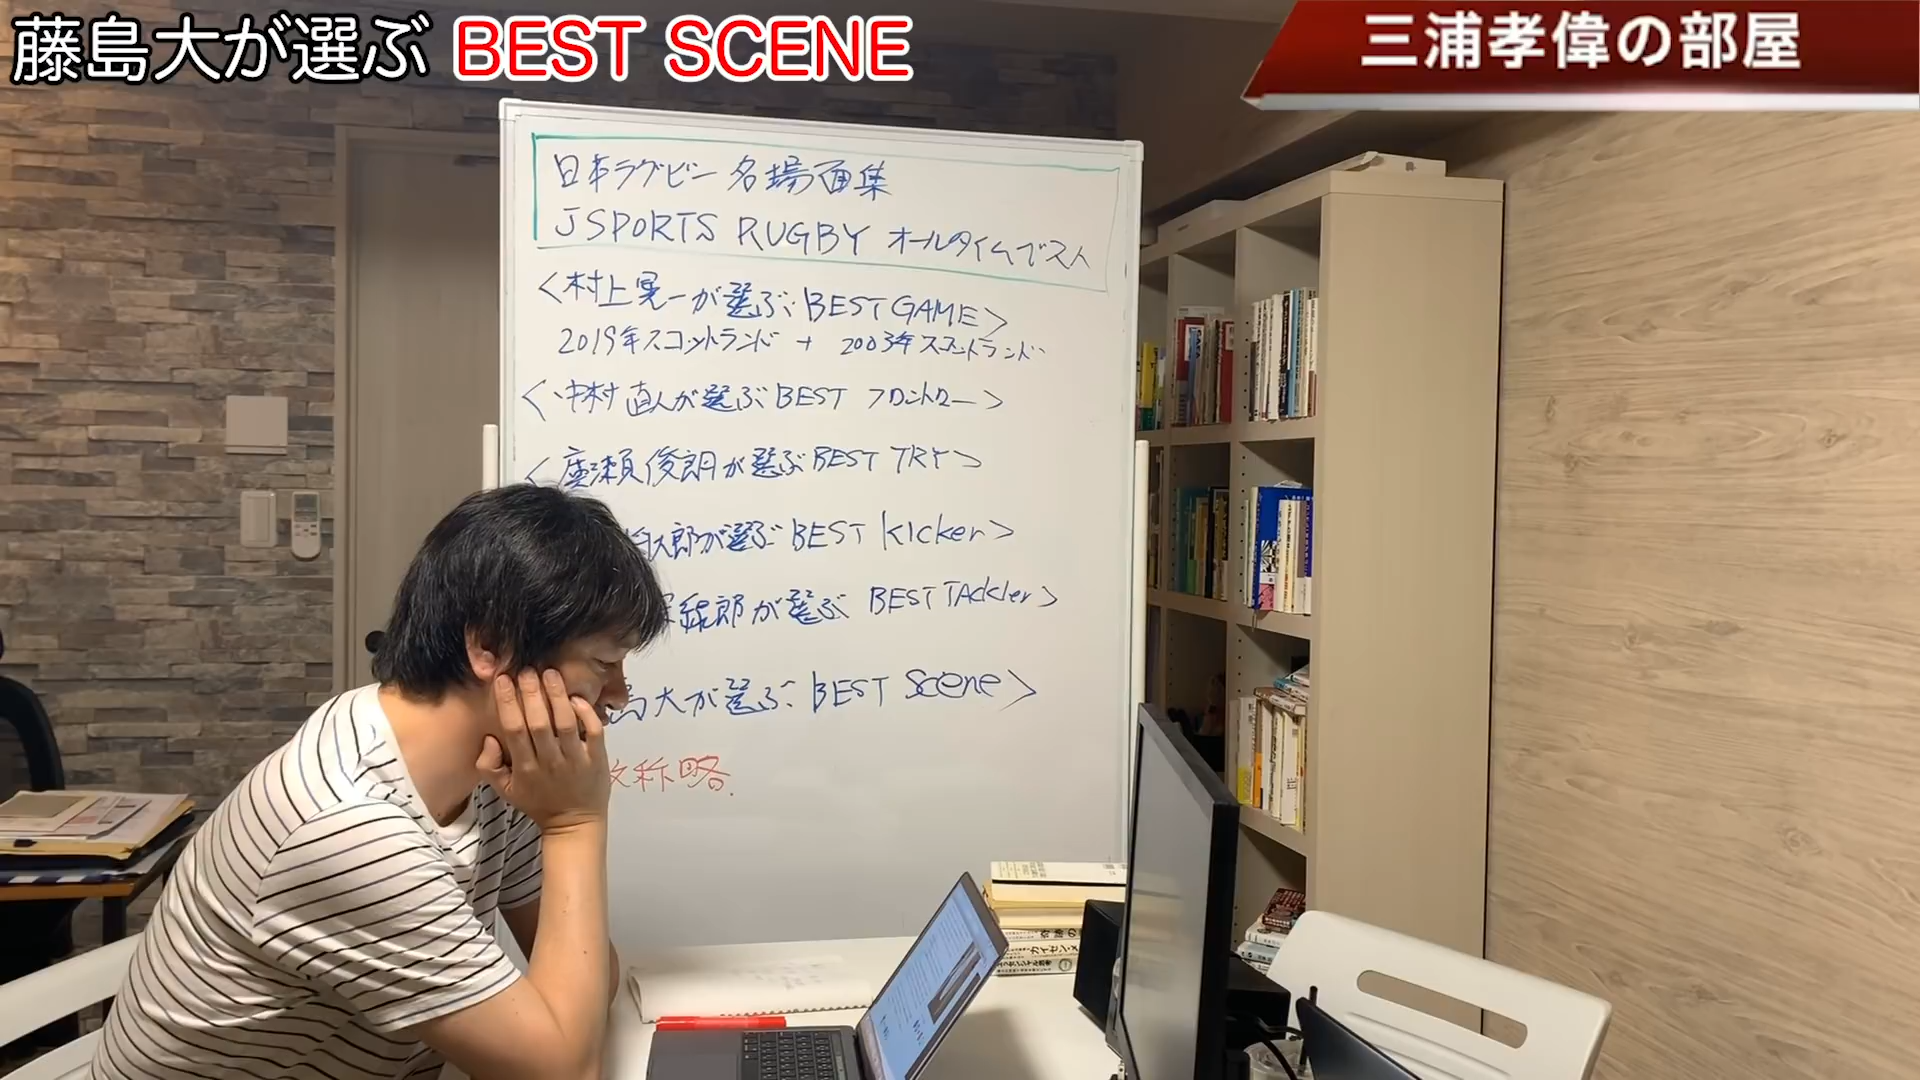 藤島大が選ぶ BEST SCENE
三浦孝偉の部屋
日本ラグビー 名場面集
JSPORTS RUGBY オールタイムベスト
<村上晃一が選ぶ BEST GAME>
2019年スコットランド + 2003年スコットランド
<中村直人が選ぶ BEST フロントロー>
<廣瀬俊朗が選ぶ BEST TRY>
郎が選ぶ BEST Kicker>
郎が選ぶ BEST TAckler>
島大が選ぶ BEST Scene>
敬称略.